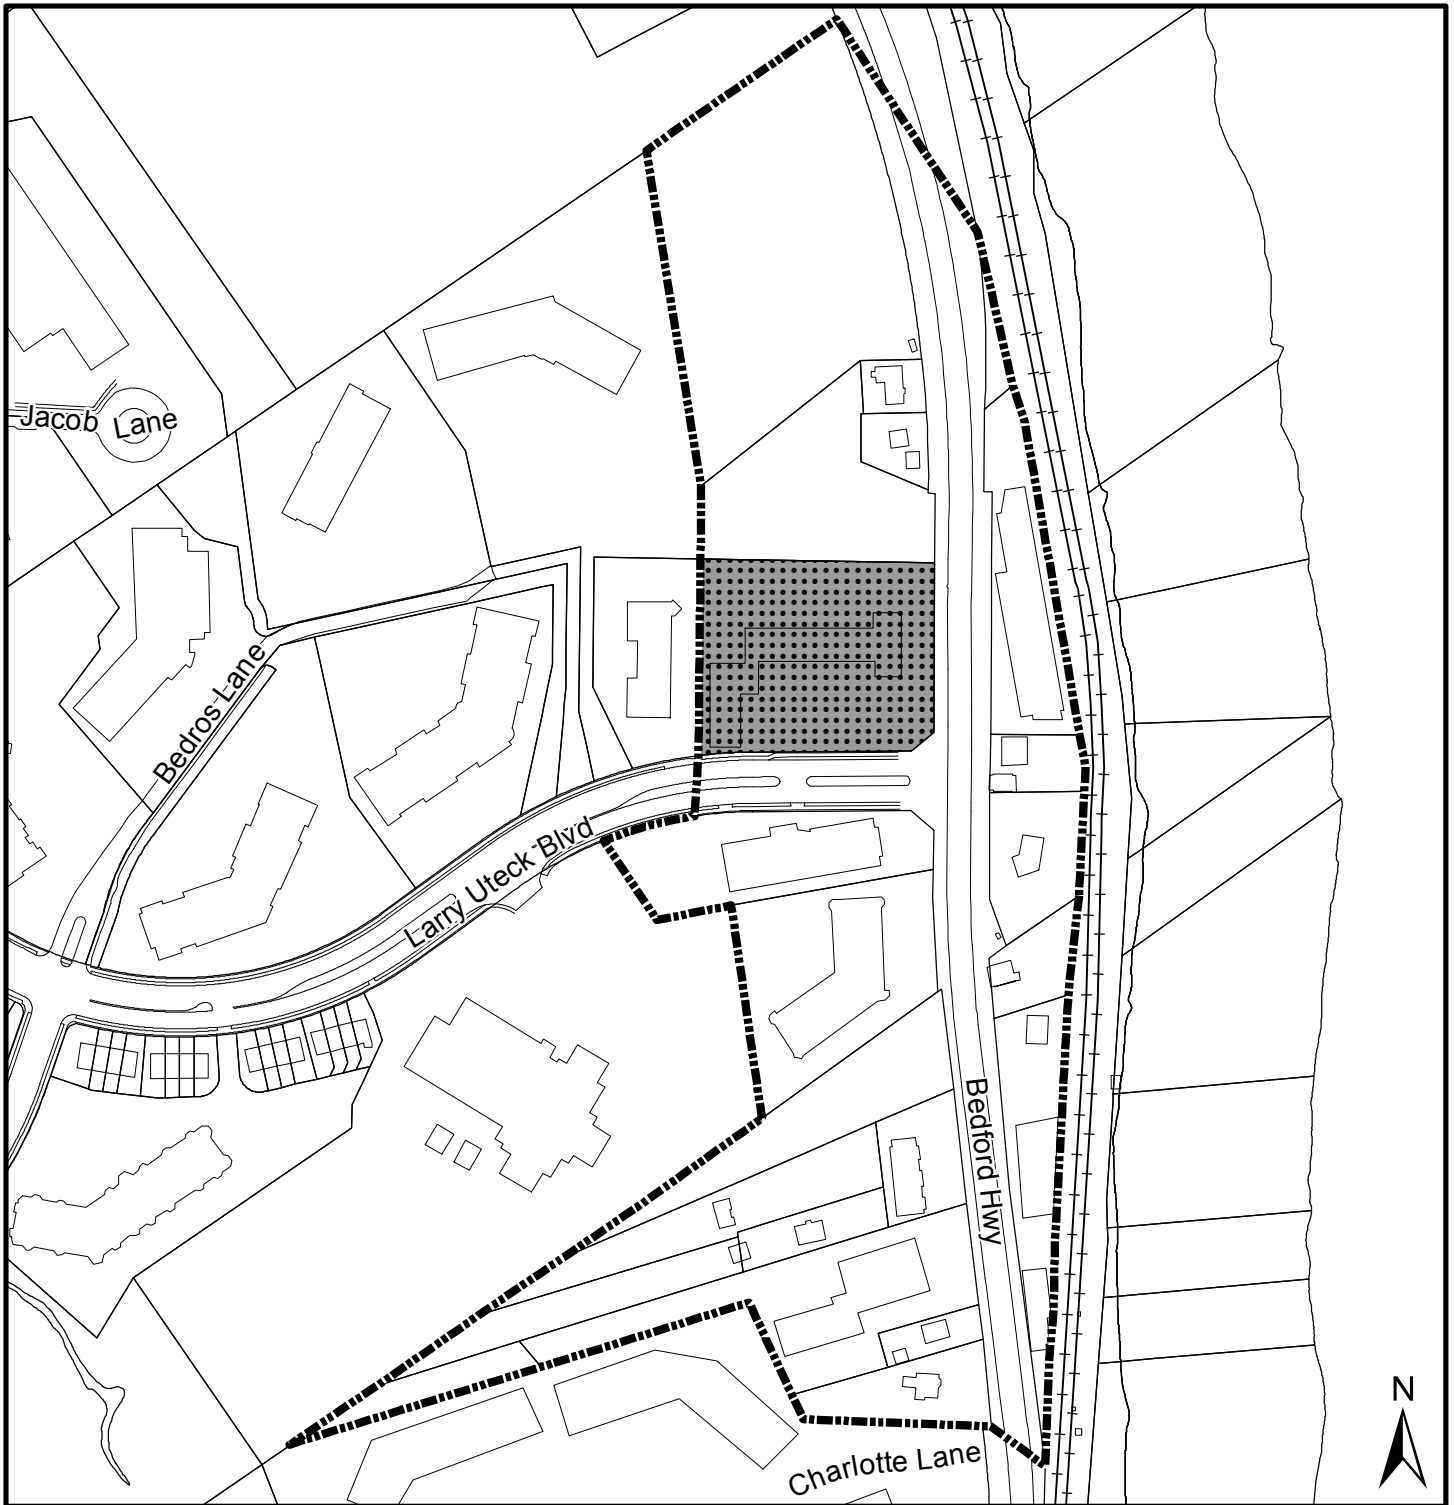 Jacob Lane
Bedros Lane
Larry Uteck Blvd
Bedford Hwy
N
Charlotte Lane